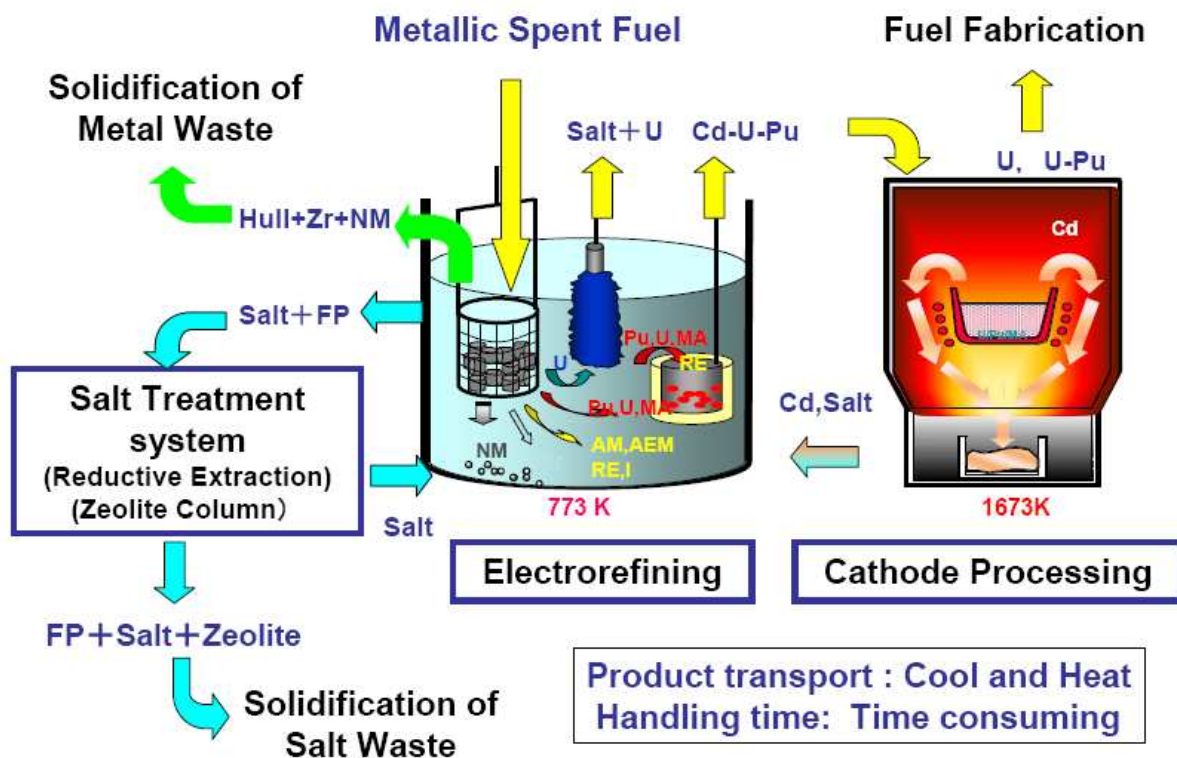 Metallic Spent Fuel
Fuel Fabrication
Solidification of
Metal Waste
Salt＋U
Cd-U-Pu
U, U-Pu
Hull+Zr+NM
Cd
Salt＋FP
Pu,U,MA
RE
U
Salt Treatment
system
(Reductive Extraction)
(Zeolite Column）
Pu,U,MA
NM
AM,AEM
RE,I
Cd,Salt
Salt
773 K
1673K
Electrorefining
Cathode Processing
FP＋Salt＋Zeolite
Solidification of
Salt Waste
Product transport : Cool and Heat
Handling time: Time consuming